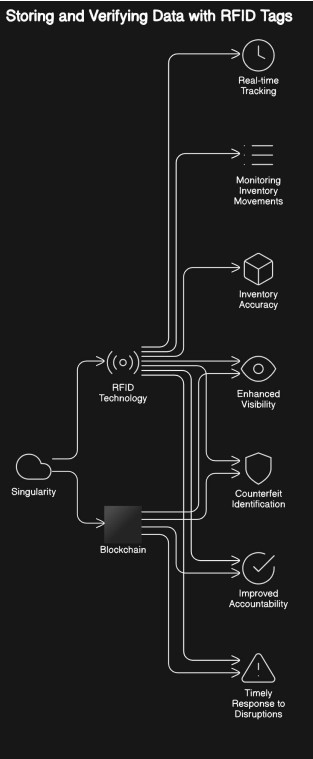 Storing and Verifying Data with RFID Tags
Real-time
Tracking
Monitoring
Inventory
Movements
Inventory
Accuracy
RFID
Technology
Enhanced
Visibility
Singularity
Counterfeit
Identification
Blockchain
Improved
Accountability
Timely
Response to
Disruptions